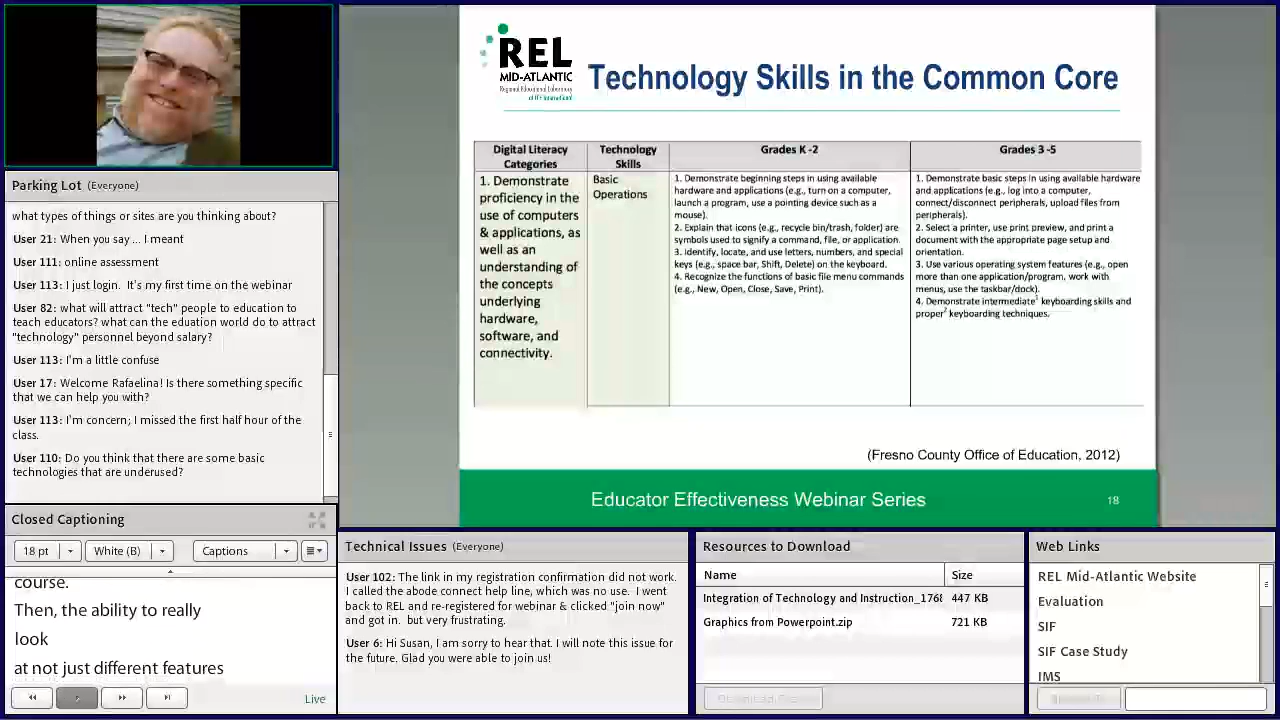 REL
MID-ATLANTIC
Regional Educational Laboratory
Technology Skills in the Common Core
Digital Literacy
Categories
Technology
Skills
Grades K -2
Grades 3 -5
1. Demonstrate
proficiency in the
use of computers
& applications, as
well as an
understanding of
the concepts
underlying
hardware,
software, and
connectivity.
Basic
Operations
1. Demonstrate beginning steps in using available
hardware and applications (e.g., turn on a computer,
launch a program, use a pointing device such as a
mouse).
2. Explain that icons (e.g., recycle bin/trash, folder) are
symbols used to signify a command, file, or application.
3. Identify, locate, and use letters, numbers, and special
keys (e.g., space bar, Shift, Delete) on the keyboard.
4. Recognize the functions of basic file menu commands
(e.g., New, Open, Close, Save, Print).
1. Demonstrate basic steps in using available hardware
and applications (e.g., log into a computer,
connect/disconnect peripherals, upload files from
peripherals).
2. Select a printer, use print preview, and print a
document with the appropriate page setup and
orientation.
3. Use various operating system features (e.g., open
more than one application/program, work with
menus, use the taskbar/dock).
4. Demonstrate intermediate¹ keyboarding skills and
proper² keyboarding techniques.
(Fresno County Office of Education, 2012)
Educator Effectiveness Webinar Series
18
Parking Lot (Everyone)
what types of things or sites are you thinking about?
User 21: When you say ... I meant
User 111: online assessment
User 113: I just login. It's my first time on the webinar
User 82: what will attract "tech" people to education to
teach educators? what can the eduation world do to attract
"technology" personnel beyond salary?
User 113: I'm a little confuse
User 17: Welcome Rafaelina! Is there something specific
that we can help you with?
User 113: I'm concern; I missed the first half hour of the
class.
User 110: Do you think that there are some basic
technologies that are underused?
Closed Captioning
18 pt
White (B)
Captions
course.
Then, the ability to really
look
at not just different features
Live
Technical Issues (Everyone)
User 102: The link in my registration confirmation did not work.
I called the abode connect help line, which was no use. I went
back to REL and re-registered for webinar & clicked "join now"
and got in. but very frustrating.
User 6: Hi Susan, I am sorry to hear that. I will note this issue for
the future. Glad you were able to join us!
Resources to Download
Name
Size
Integration of Technology and Instruction_1768
447 KB
Graphics from Powerpoint.zip
721 KB
Web Links
REL Mid-Atlantic Website
Evaluation
SIF
SIF Case Study
IMS